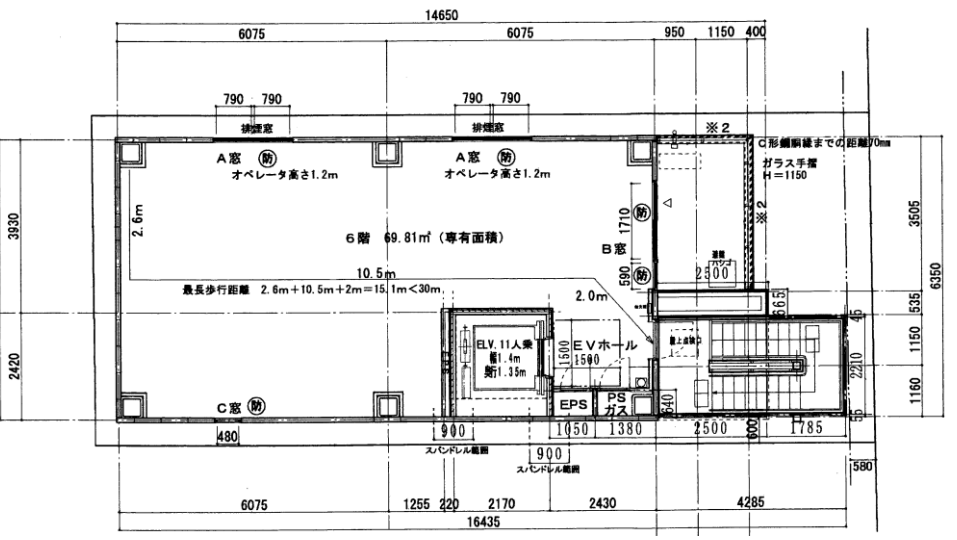 14650
6075
6075
950
1150
400
790
790
790
790
排煙窓
排煙窓
※2
C形鋼胴縁までの距離70mm
A窓 防
オペレータ高さ1.2m
A窓 防
オペレータ高さ1.2m
ガラス手摺
H=1150
※2
3930
2.6m
6階 69.81㎡(専有面積)
1710
防
B窓
590
防
避難
ハシゴ
2500
3505
6350
10.5m
最長歩行距離 2.6m+10.5m+2m=15.1m<30m
2.0m
665
535
45
2420
ELV.11人乗
幅1.4m
奥行1.35m
1500
EVホール
1500
1150
2210
1160
EPS
PS
ガス
640
55
C窓 防
480
900
スパンドレル範囲
1050
1380
2500
600
1785
900
スパンドレル範囲
580
6075
1255
220
2170
2430
4285
16435